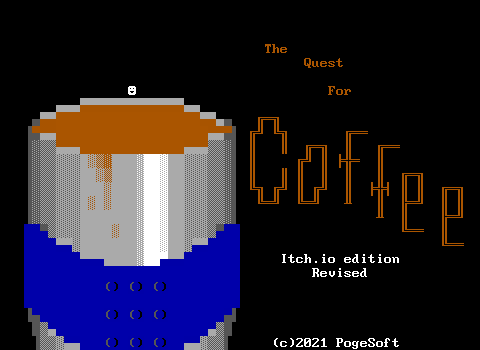 The
Quest
For
Coffee
Itch.io edition
Revised
(c)2021 PogeSoft